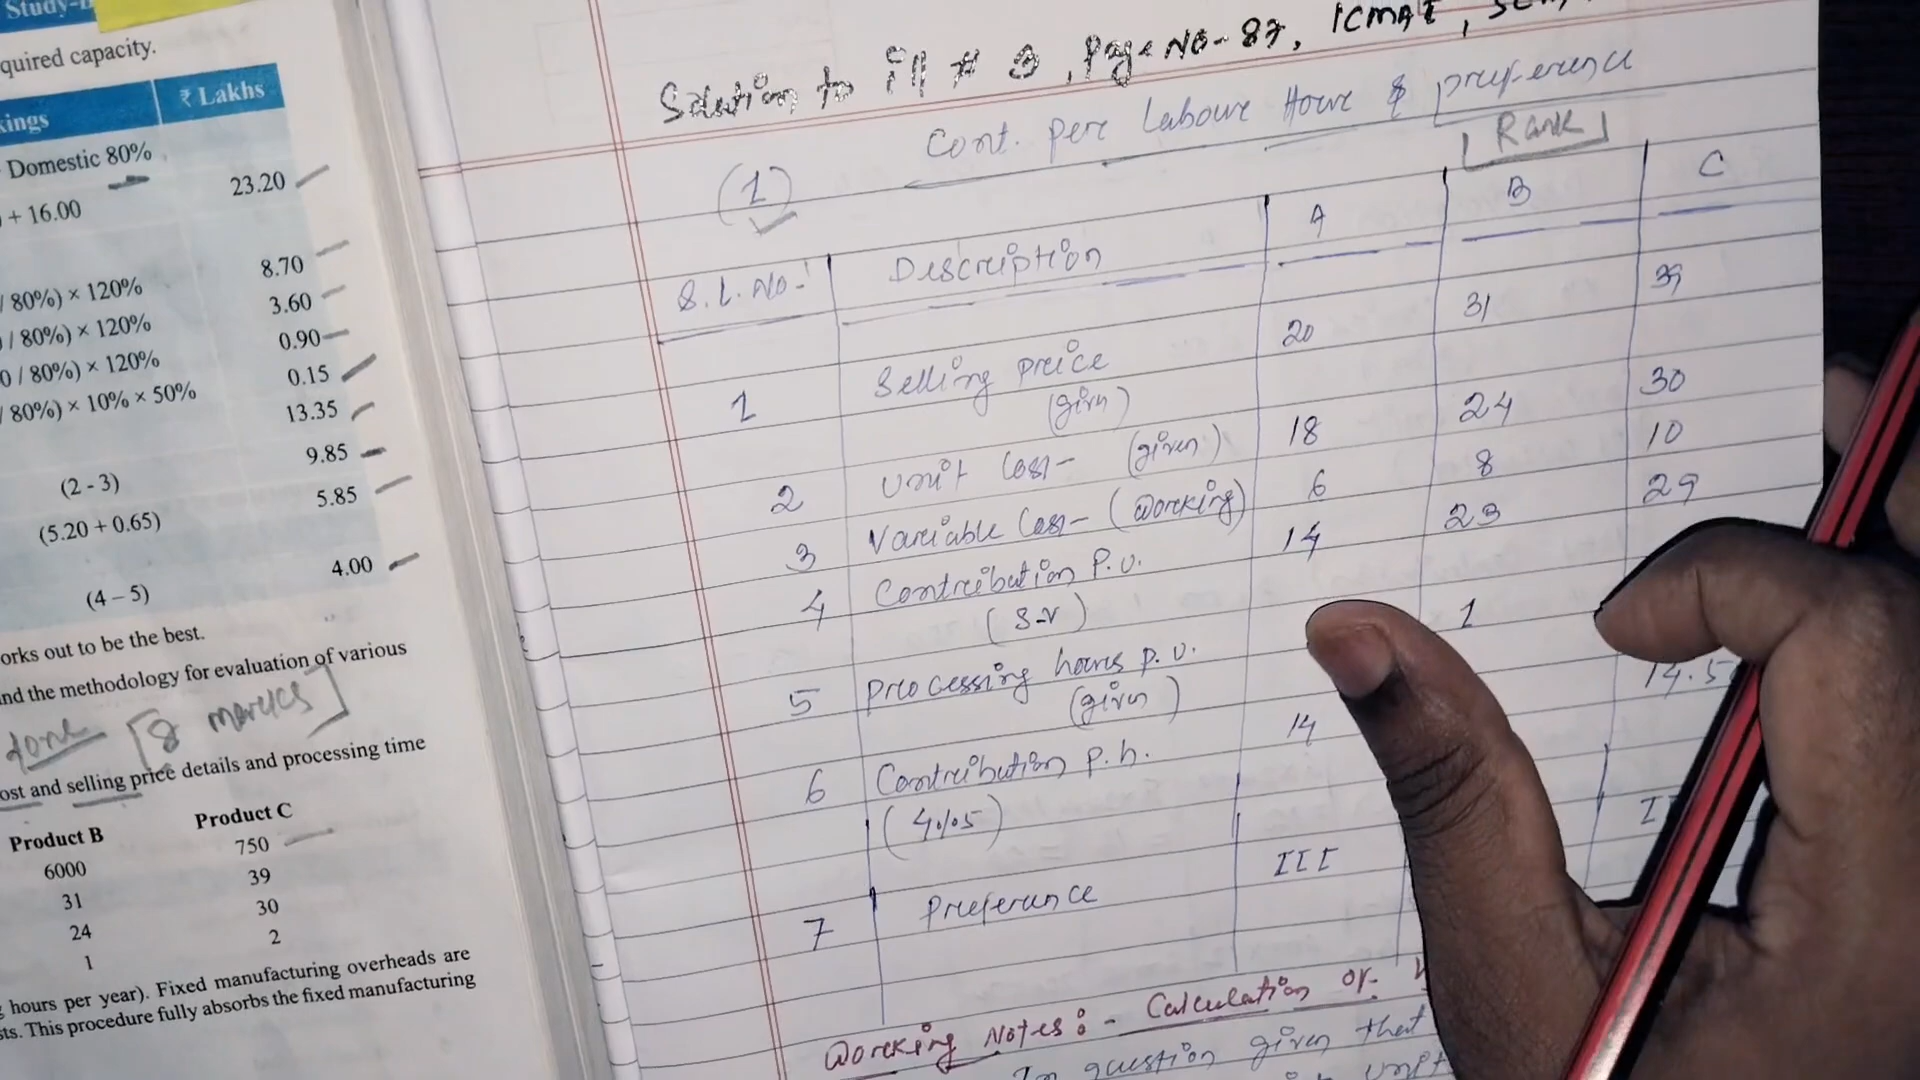 Study-
quired capacity.
kings ₹ Lakhs
Domestic 80%
+ 16.00 23.20
8.70
/ 80%) × 120% 3.60
/ 80%) × 120% 0.90
0 / 80%) × 120% 0.15
/ 80%) × 10% × 50% 13.35
9.85
(2 - 3) 5.85
(5.20 + 0.65)
4.00
(4 – 5)
orks out to be the best.
nd the methodology for evaluation of various
done [8 marks]
ost and selling price details and processing time
Product B Product C
6000 750
31 39
24 30
1 2
hours per year). Fixed manufacturing overheads are
sts. This procedure fully absorbs the fixed manufacturing
Solution to ill # 3, Page No-87, ICMAI,
Cont. per Labour Hour & preference
(1) [Rank]
S.L.No. Description A B C
1 Selling price 20 31 39
(given)
2 Unit Cost- (given) 18 24 30
3 Variable Cost- (Working) 6 8 10
4 Contribution P.U. 14 23 29
(S-V)
5 Processing hours p.u. 1
(given)
6 Contribution p.h. 14 14.5
(4/5)
7 Preferance III
Working Notes:- Calculation of
In question given that